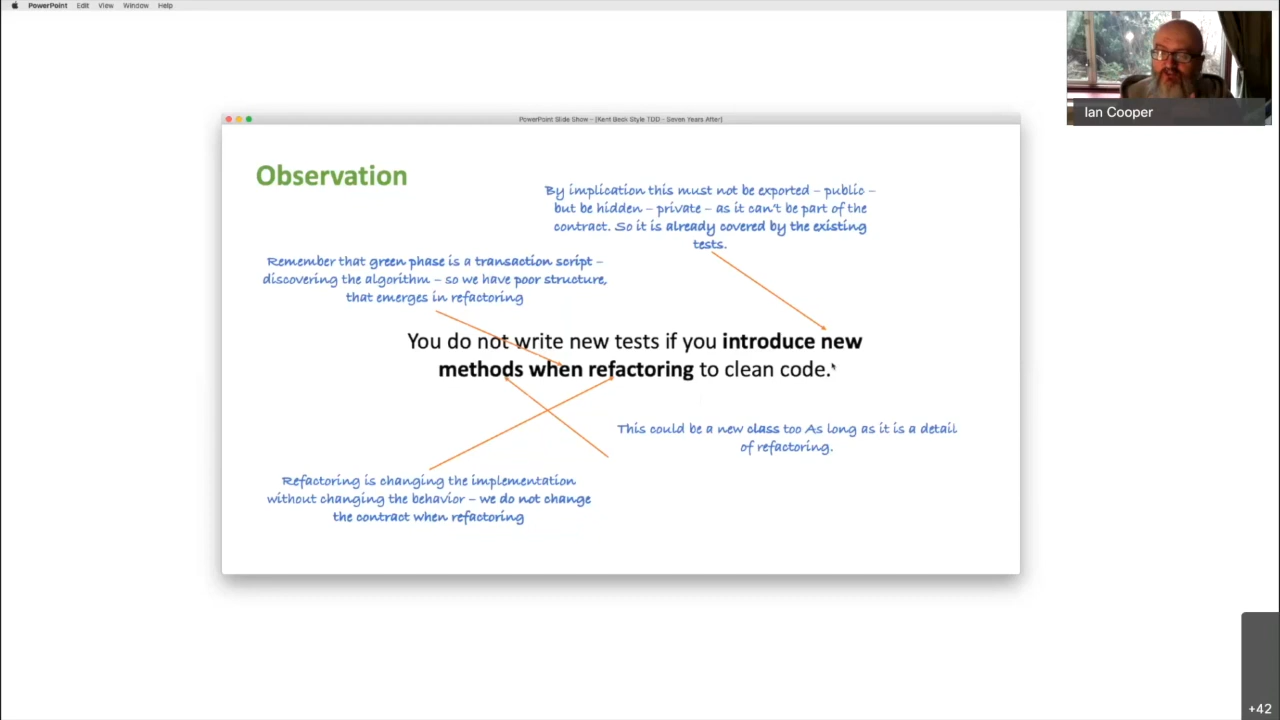 PowerPoint Edit View Window Help
Ian Cooper
PowerPoint Slide Show - [Kent Beck Style TDD - Seven Years After]
Observation
By implication this must not be exported – public –
but be hidden – private – as it can't be part of the
contract. So it is already covered by the existing
tests.
Remember that green phase is a transaction script –
discovering the algorithm – so we have poor structure,
that emerges in refactoring
You do not write new tests if you introduce new
methods when refactoring to clean code.
This could be a new class too As long as it is a detail
of refactoring.
Refactoring is changing the implementation
without changing the behavior – we do not change
the contract when refactoring
+42